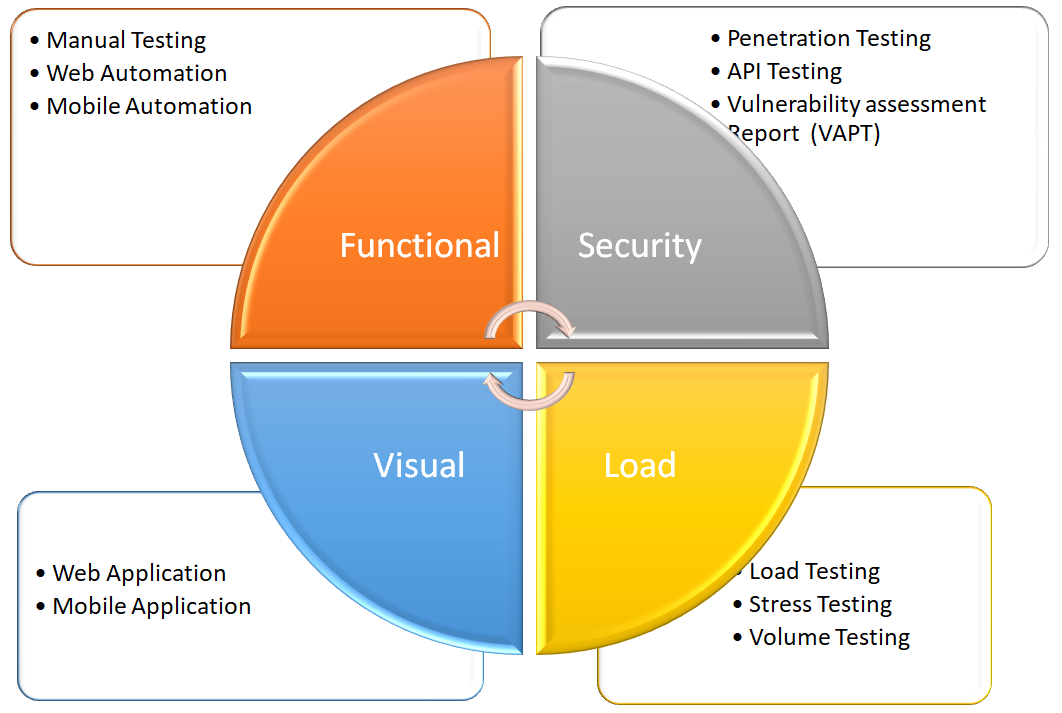 • Manual Testing
• Web Automation
• Mobile Automation
• Penetration Testing
• API Testing
• Vulnerability assessment
Report (VAPT)
Functional
Security
Visual
Load
• Web Application
• Mobile Application
• Load Testing
• Stress Testing
• Volume Testing